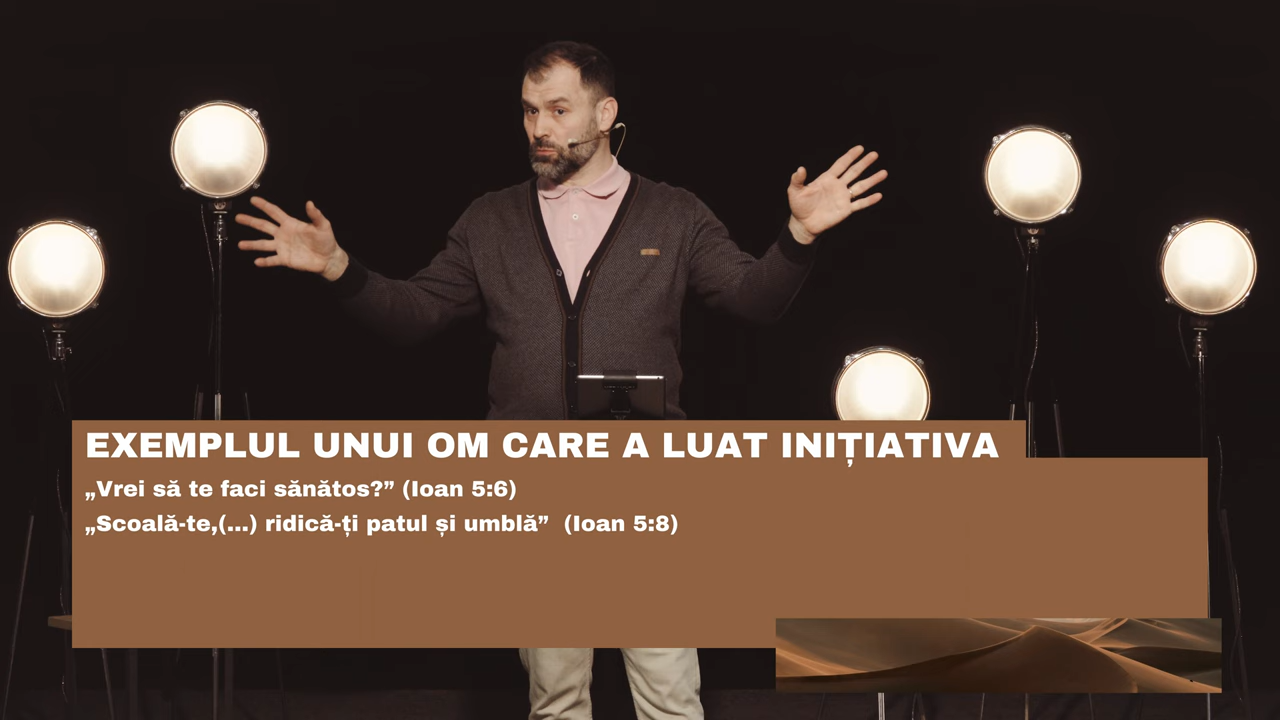 EXEMPLUL UNUI OM CARE A LUAT INIȚIATIVA
„Vrei să te faci sănătos?” (Ioan 5:6)
„Scoală-te,(...) ridică-ți patul și umblă” (Ioan 5:8)